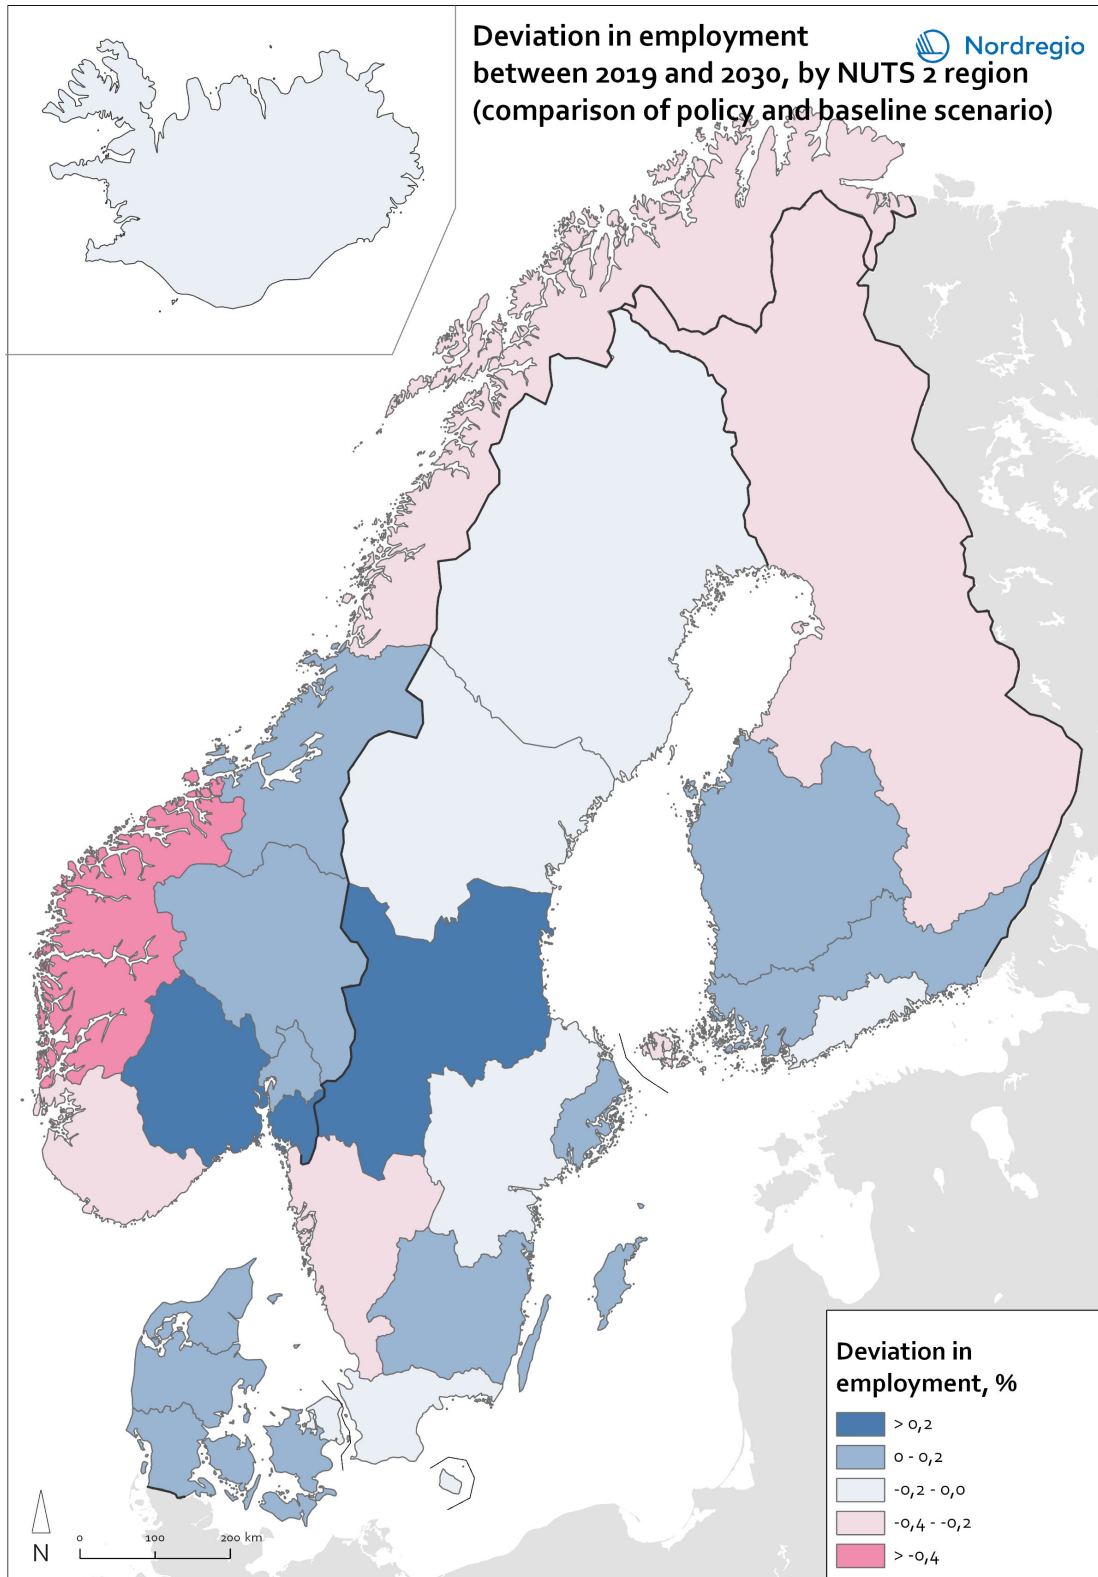 Deviation in employment
Nordregio
between 2019 and 2030, by NUTS 2 region
(comparison of policy and baseline scenario)
Deviation in
employment, %
> 0,2
0 - 0,2
-0,2 - 0,0
-0,4 - -0,2
> -0,4
0 100 200 km
N